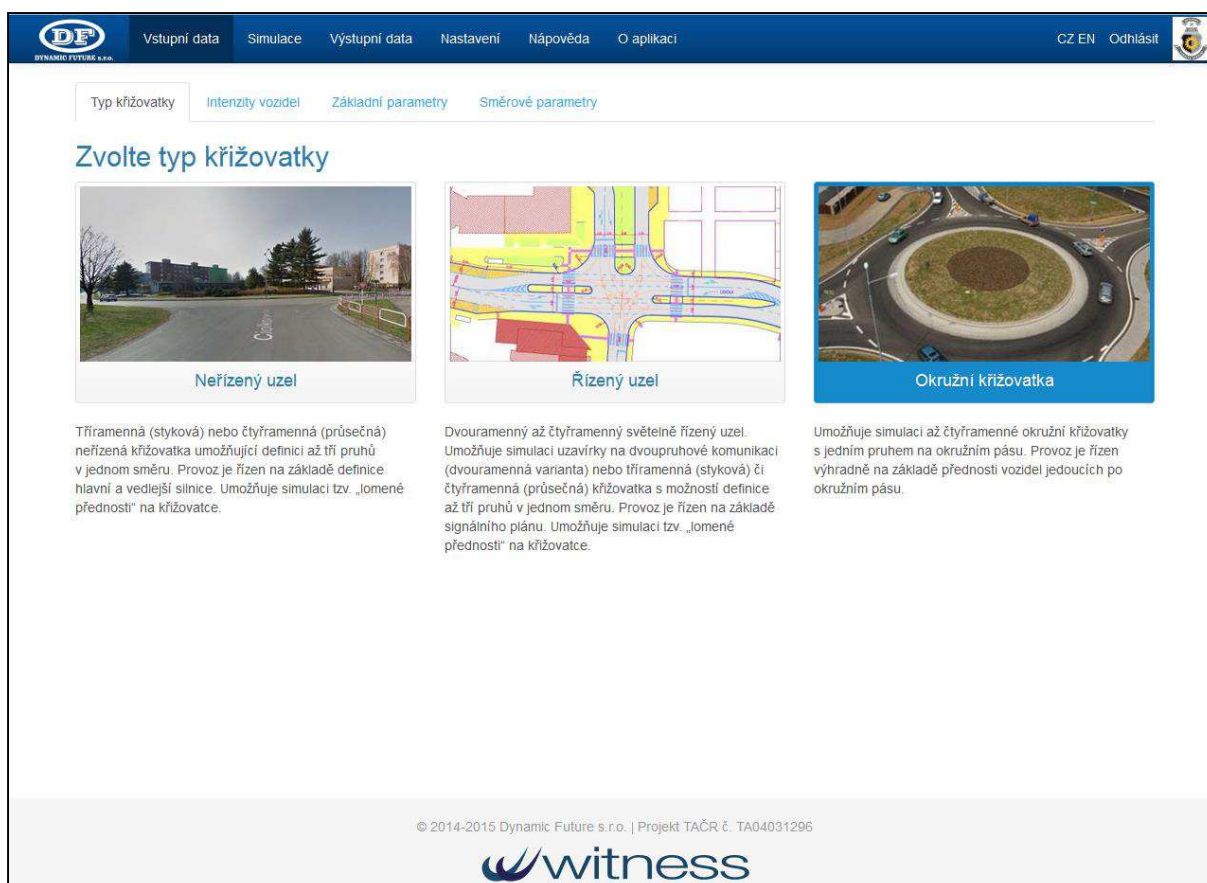 DF
DYNAMIC FUTURE s.r.o.
Vstupní data Simulace Výstupní data Nastavení Nápověda O aplikaci CZ EN Odhlásit
Typ křižovatky Intenzity vozidel Základní parametry Směrové parametry
Zvolte typ křižovatky
Neřízený uzel
Tříramenná (styková) nebo čtyřramenná (průsečná)
neřízená křižovatka umožňující definici až tří pruhů
v jednom směru. Provoz je řízen na základě definice
hlavní a vedlejší silnice. Umožňuje simulaci tzv. „lomené
přednosti“ na křižovatce.
Řízený uzel
Dvouramenný až čtyřramenný světelně řízený uzel.
Umožňuje simulaci uzavírky na dvoupruhové komunikaci
(dvouramenná varianta) nebo tříramenná (styková) či
čtyřramenná (průsečná) křižovatka s možností definice
až tří pruhů v jednom směru. Provoz je řízen na základě
signálního plánu. Umožňuje simulaci tzv. „lomené
přednosti“ na křižovatce.
Okružní křižovatka
Umožňuje simulaci až čtyřramenné okružní křižovatky
s jedním pruhem na okružním pásu. Provoz je řízen
výhradně na základě přednosti vozidel jedoucích po
okružním pásu.
© 2014-2015 Dynamic Future s.r.o. | Projekt TAČR č. TA04031296
witness